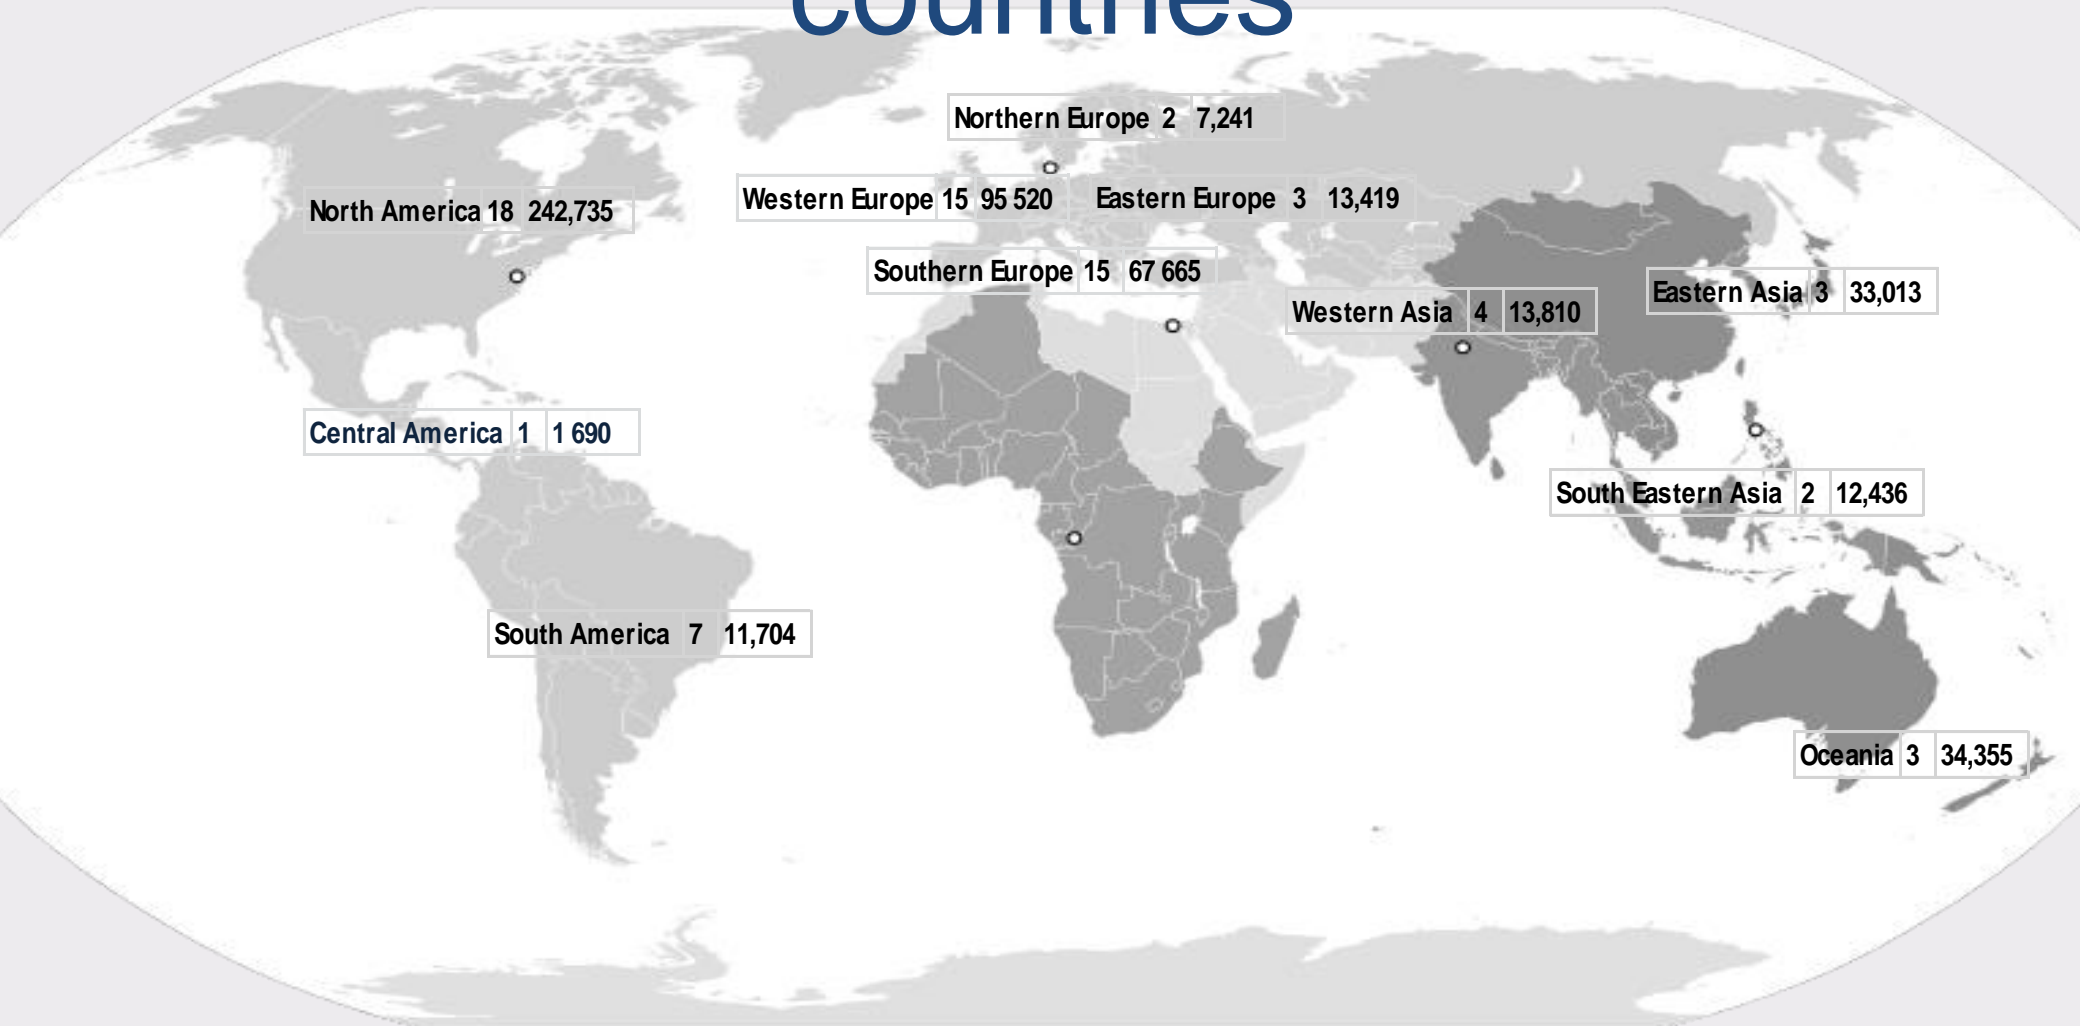 countries
Northern Europe 2 7,241
Western Europe 15 95 520
Eastern Europe 3 13,419
North America 18 242,735
Southern Europe 15 67 665
Eastern Asia 3 33,013
Western Asia 4 13,810
Central America 1 1 690
South Eastern Asia 2 12,436
South America 7 11,704
Oceania 3 34,355